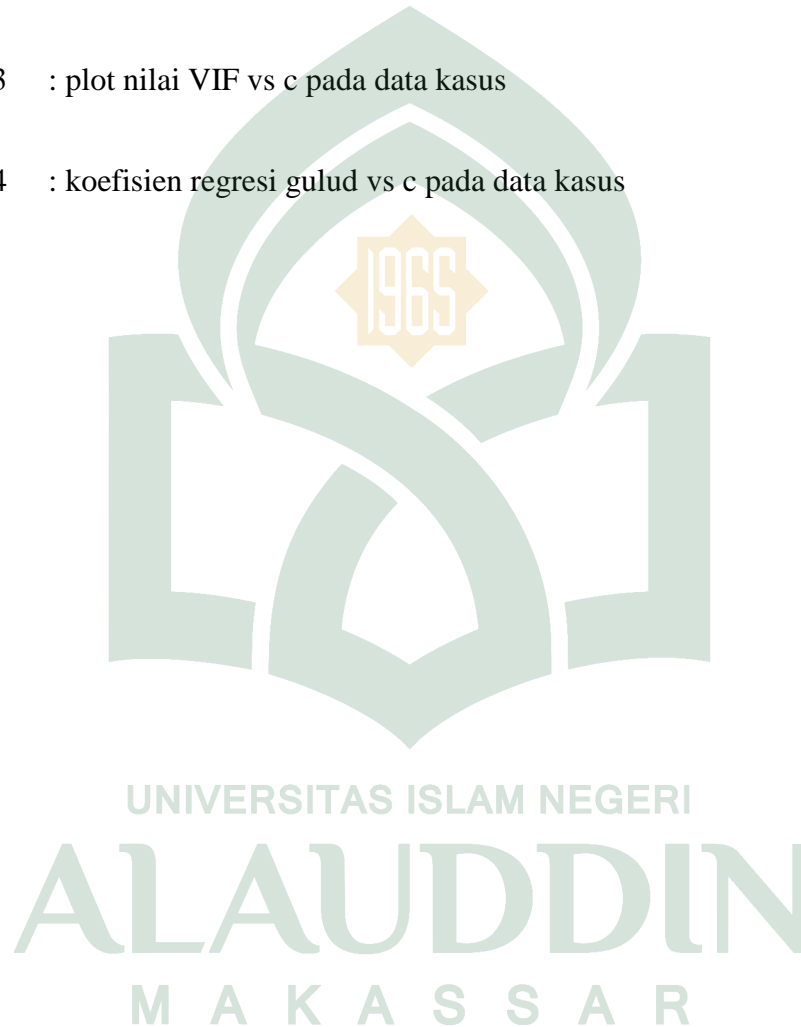 3 : plot nilai VIF vs c pada data kasus
4 : koefisien regresi gulud vs c pada data kasus
1965
UNIVERSITAS ISLAM NEGERI
ALAUDDIN
MAKASSAR